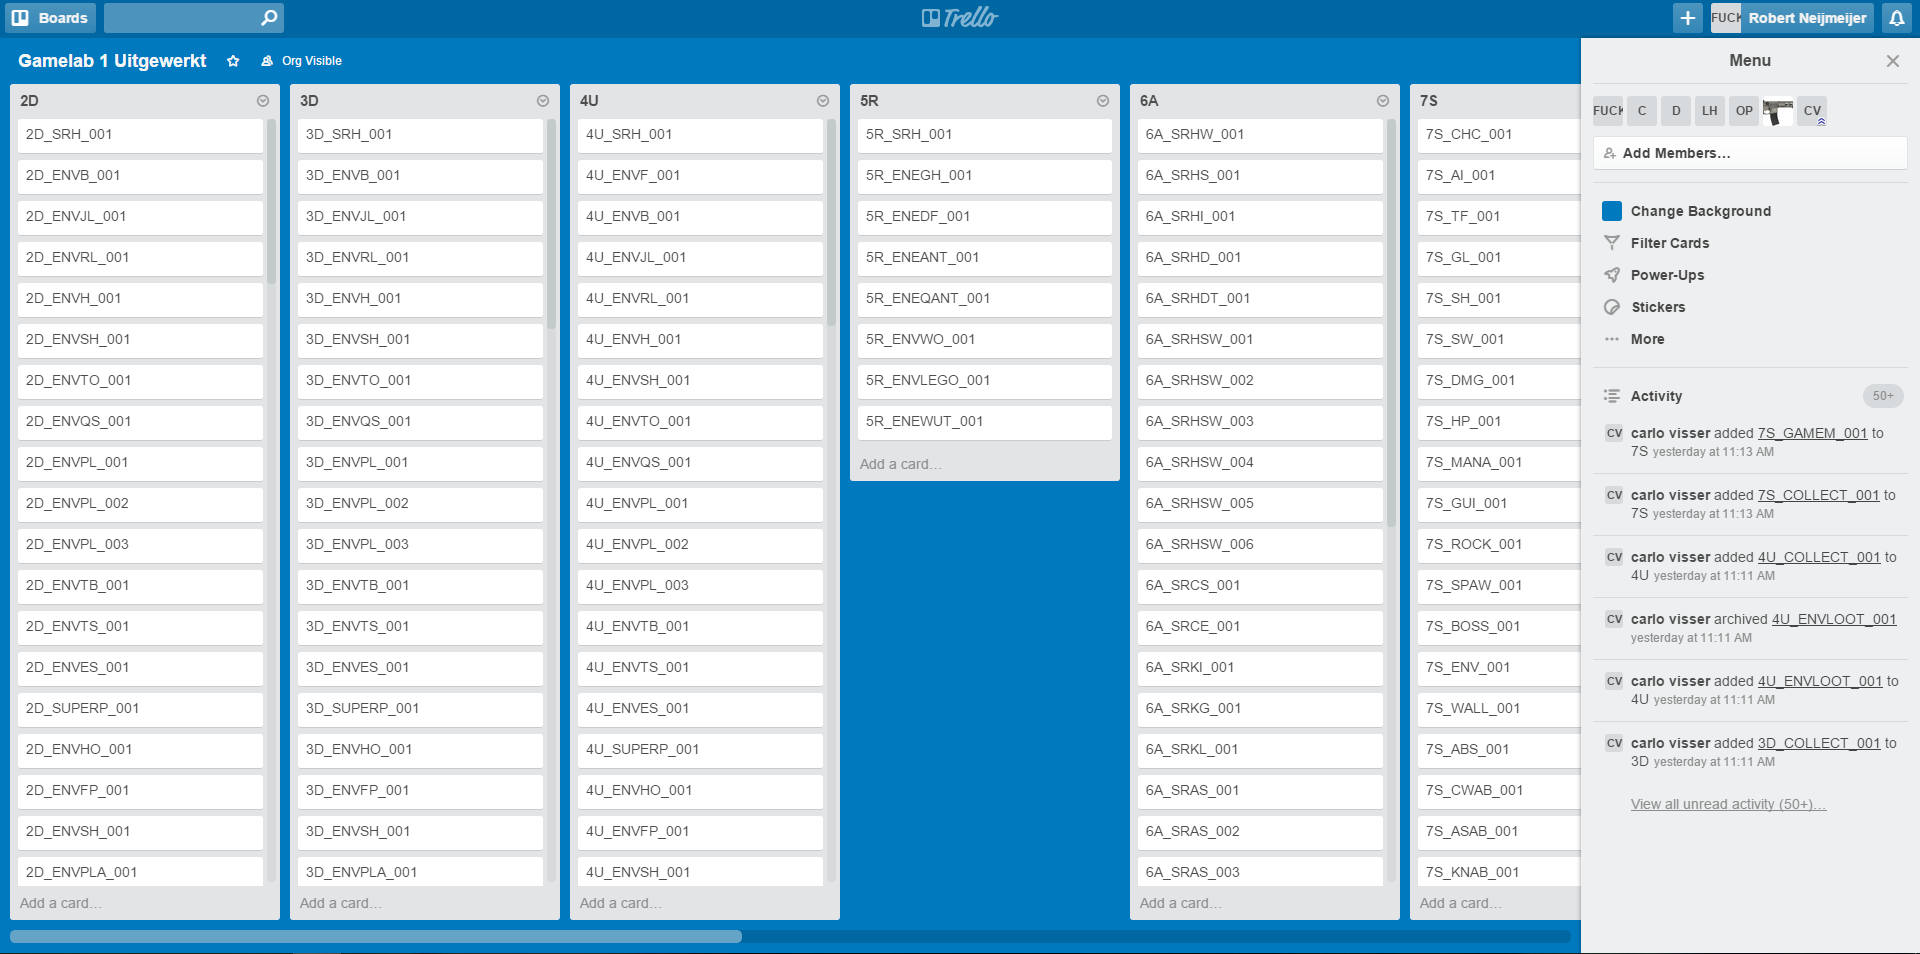 Boards
Trello
FUCK Robert Neijmeijer
Gamelab 1 Uitgewerkt Org Visible
2D
2D_SRH_001
2D_ENVB_001
2D_ENVJL_001
2D_ENVRL_001
2D_ENVH_001
2D_ENVSH_001
2D_ENVTO_001
2D_ENVQS_001
2D_ENVPL_001
2D_ENVPL_002
2D_ENVPL_003
2D_ENVTB_001
2D_ENVTS_001
2D_ENVES_001
2D_SUPERP_001
2D_ENVHO_001
2D_ENVFP_001
2D_ENVSH_001
2D_ENVPLA_001
Add a card…
3D
3D_SRH_001
3D_ENVB_001
3D_ENVJL_001
3D_ENVRL_001
3D_ENVH_001
3D_ENVSH_001
3D_ENVTO_001
3D_ENVQS_001
3D_ENVPL_001
3D_ENVPL_002
3D_ENVPL_003
3D_ENVTB_001
3D_ENVTS_001
3D_ENVES_001
3D_SUPERP_001
3D_ENVHO_001
3D_ENVFP_001
3D_ENVSH_001
3D_ENVPLA_001
Add a card…
4U
4U_SRH_001
4U_ENVF_001
4U_ENVB_001
4U_ENVJL_001
4U_ENVRL_001
4U_ENVH_001
4U_ENVSH_001
4U_ENVTO_001
4U_ENVQS_001
4U_ENVPL_001
4U_ENVPL_002
4U_ENVPL_003
4U_ENVTB_001
4U_ENVTS_001
4U_ENVES_001
4U_SUPERP_001
4U_ENVHO_001
4U_ENVFP_001
4U_ENVSH_001
Add a card…
5R
5R_SRH_001
5R_ENEGH_001
5R_ENEDF_001
5R_ENEANT_001
5R_ENEQANT_001
5R_ENVWO_001
5R_ENVLEGO_001
5R_ENEWUT_001
Add a card…
6A
6A_SRHW_001
6A_SRHS_001
6A_SRHI_001
6A_SRHD_001
6A_SRHDT_001
6A_SRHSW_001
6A_SRHSW_002
6A_SRHSW_003
6A_SRHSW_004
6A_SRHSW_005
6A_SRHSW_006
6A_SRCS_001
6A_SRCE_001
6A_SRKI_001
6A_SRKG_001
6A_SRKL_001
6A_SRAS_001
6A_SRAS_002
6A_SRAS_003
Add a card…
7S
7S_CHC_001
7S_AI_001
7S_TF_001
7S_GL_001
7S_SH_001
7S_SW_001
7S_DMG_001
7S_HP_001
7S_MANA_001
7S_GUI_001
7S_ROCK_001
7S_SPAW_001
7S_BOSS_001
7S_ENV_001
7S_WALL_001
7S_ABS_001
7S_CWAB_001
7S_ASAB_001
7S_KNAB_001
Add a card…
Menu
FUCK C D LH OP CV
Add Members…
Change Background
Filter Cards
Power-Ups
Stickers
More
Activity 50+
CV carlo visser added 7S_GAMEM_001 to
7S yesterday at 11:13 AM
CV carlo visser added 7S_COLLECT_001 to
7S yesterday at 11:13 AM
CV carlo visser added 4U_COLLECT_001 to
4U yesterday at 11:11 AM
CV carlo visser archived 4U_ENVLOOT_001
yesterday at 11:11 AM
CV carlo visser added 4U_ENVLOOT_001 to
4U yesterday at 11:11 AM
CV carlo visser added 3D_COLLECT_001 to
3D yesterday at 11:11 AM
View all unread activity (50+)…